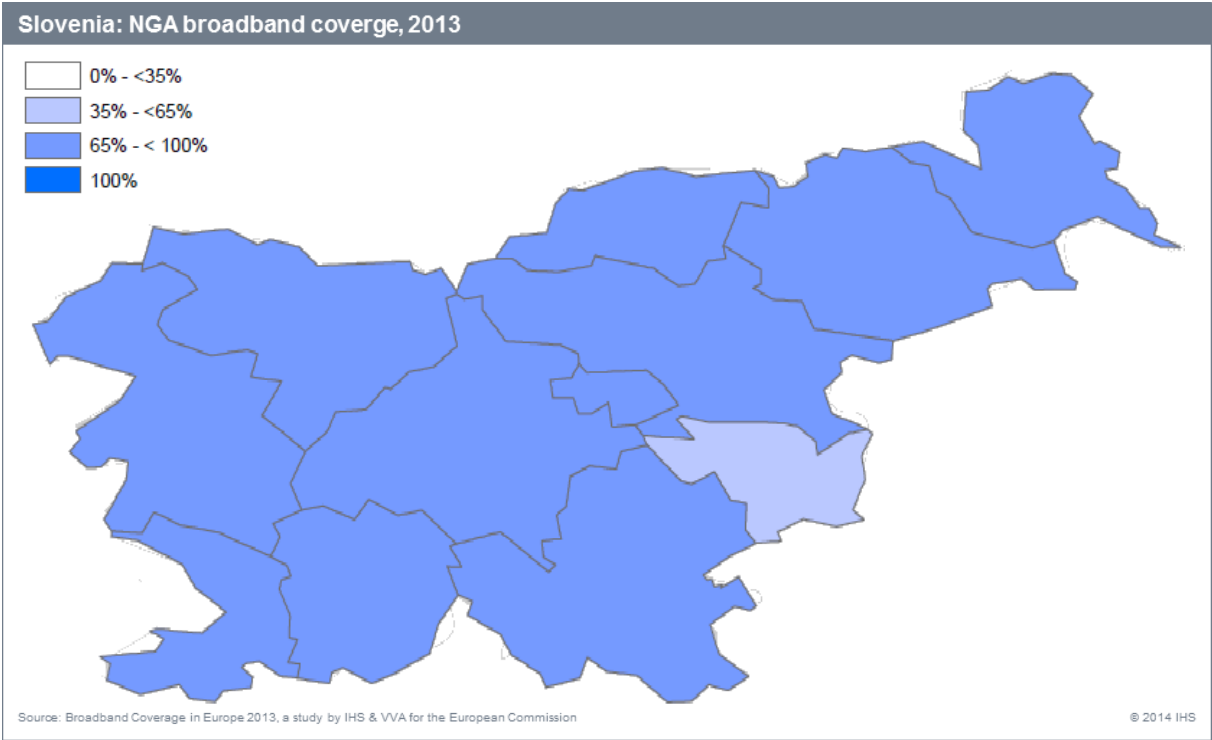 Slovenia: NGA broadband coverge, 2013
0% - <35%
35% - <65%
65% - < 100%
100%
Source: Broadband Coverage in Europe 2013, a study by IHS & VVA for the European Commission
© 2014 IHS